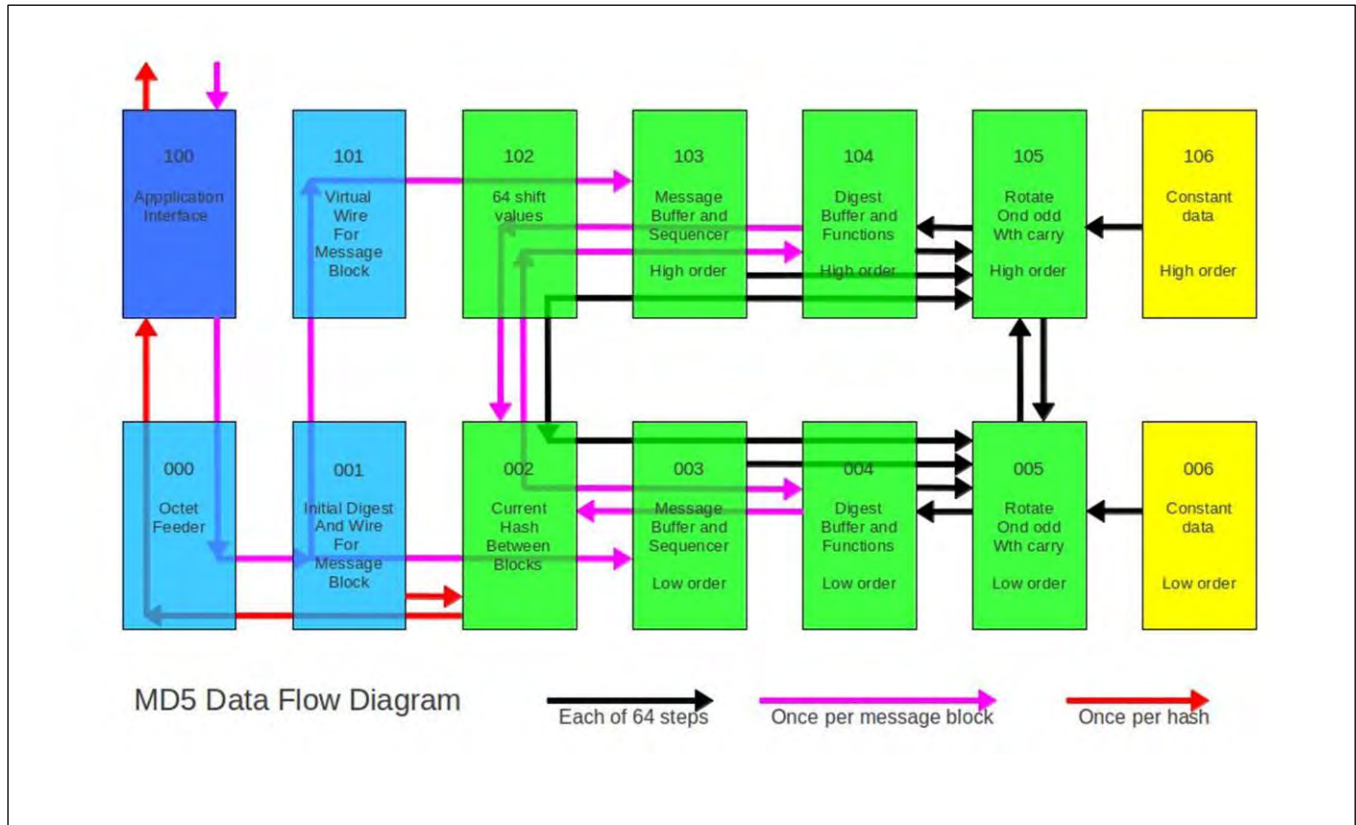 100
Appplication
Interface
101
Virtual
Wire
For
Message
Block
102
64 shift
values
103
Message
Buffer and
Sequencer
High order
104
Digest
Buffer and
Functions
High order
105
Rotate
Ond odd
Wth carry
High order
106
Constant
data
High order
000
Octet
Feeder
001
Initial Digest
And Wire
For
Message
Block
002
Current
Hash
Between
Blocks
003
Message
Buffer and
Sequencer
Low order
004
Digest
Buffer and
Functions
Low order
005
Rotate
Ond odd
Wth carry
Low order
006
Constant
data
Low order
MD5 Data Flow Diagram
Each of 64 steps
Once per message block
Once per hash